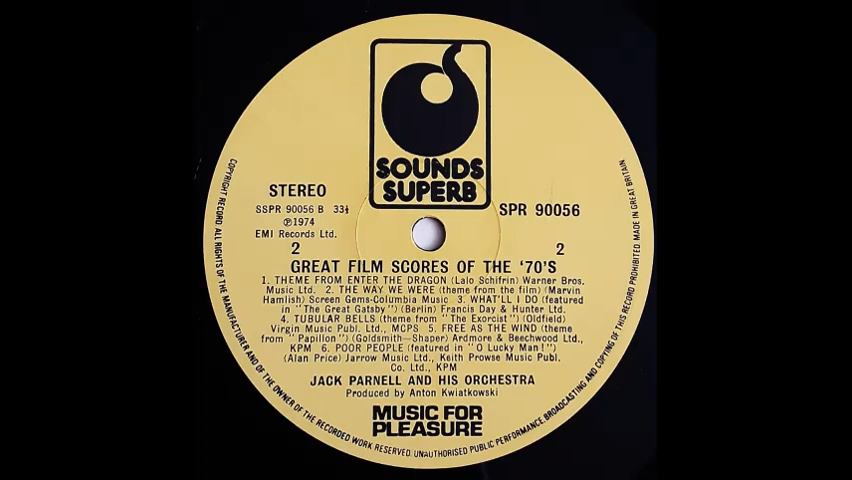 SOUNDS
SUPERB
STEREO
SSPR 90056 B 33⅓
Ⓟ1974
EMI Records Ltd.
2
SPR 90056
2
GREAT FILM SCORES OF THE '70'S
1. THEME FROM ENTER THE DRAGON (Lalo Schifrin) Warner Bros.
Music Ltd. 2. THE WAY WE WERE (theme from the film) (Marvin
Hamlish) Screen Gems-Columbia Music 3. WHAT'LL I DO (featured
in "The Great Gatsby") (Berlin) Francis Day & Hunter Ltd.
4. TUBULAR BELLS (theme from "The Exorcist") (Oldfield)
Virgin Music Publ. Ltd., MCPS 5. FREE AS THE WIND (theme
from "Papillon") (Goldsmith-Shaper) Ardmore & Beechwood Ltd.,
KPM 6. POOR PEOPLE (featured in "O Lucky Man!")
(Alan Price) Jarrow Music Ltd., Keith Prowse Music Publ.
Co. Ltd., KPM
JACK PARNELL AND HIS ORCHESTRA
Produced by Anton Kwiatkowski
MUSIC FOR
PLEASURE
COPYRIGHT RECORD. ALL RIGHTS OF THE MANUFACTURER AND OF THE OWNER OF THE RECORDED WORK RESERVED. UNAUTHORISED PUBLIC PERFORMANCE, BROADCASTING AND COPYING OF THIS RECORD PROHIBITED MADE IN GREAT BRITAIN